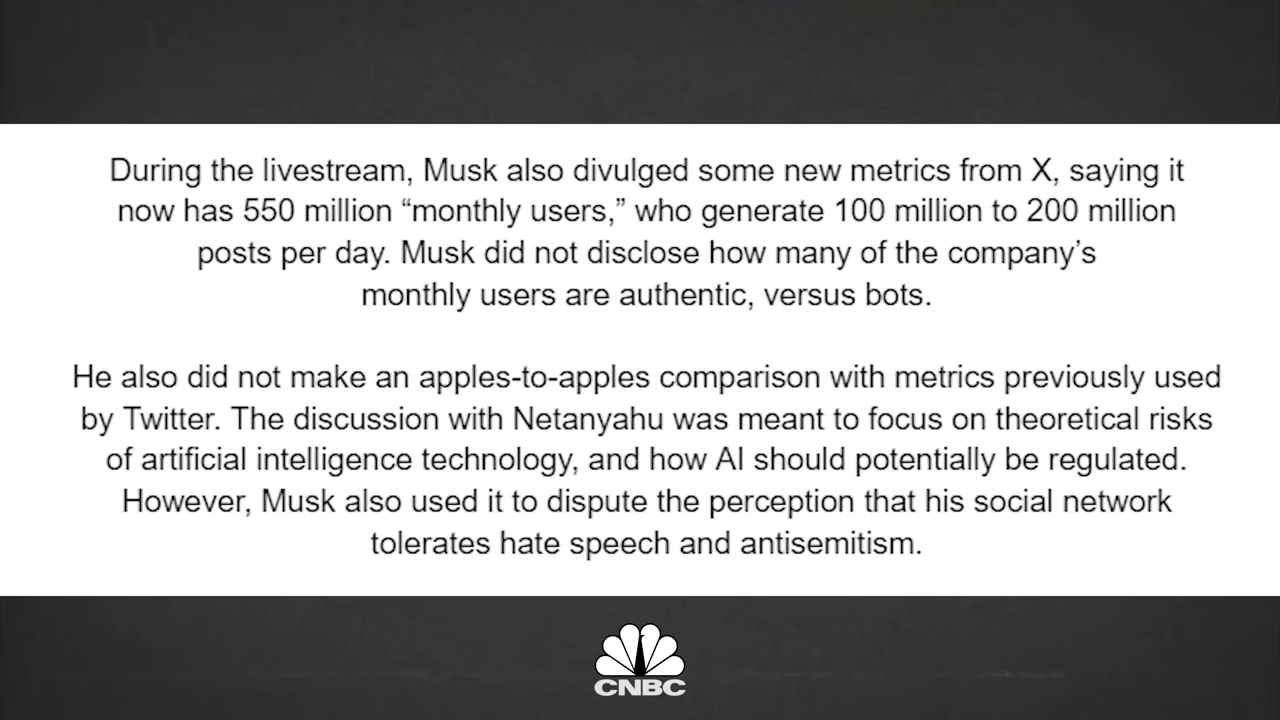 During the livestream, Musk also divulged some new metrics from X, saying it
now has 550 million “monthly users,” who generate 100 million to 200 million
posts per day. Musk did not disclose how many of the company’s
monthly users are authentic, versus bots.
He also did not make an apples-to-apples comparison with metrics previously used
by Twitter. The discussion with Netanyahu was meant to focus on theoretical risks
of artificial intelligence technology, and how AI should potentially be regulated.
However, Musk also used it to dispute the perception that his social network
tolerates hate speech and antisemitism.
CNBC